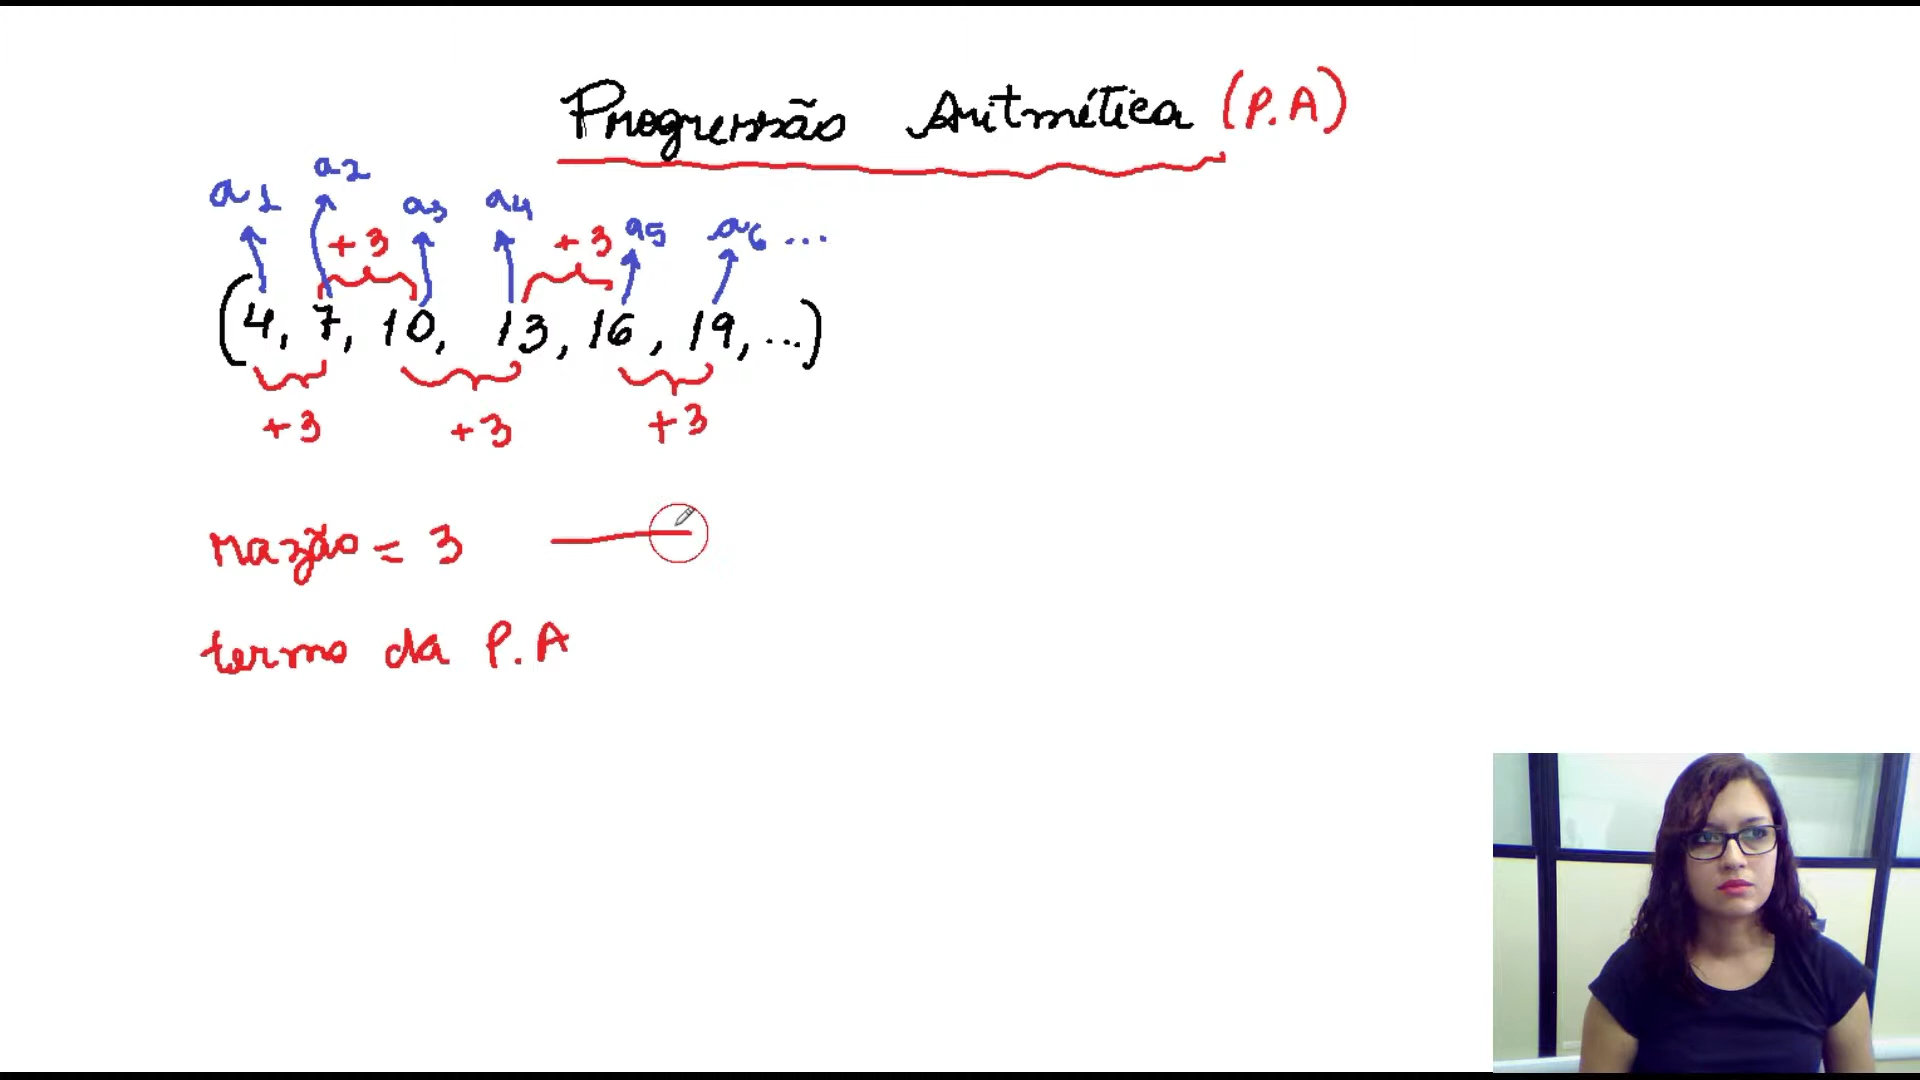 Progressão Aritmética (P.A)
a1 a2 a3 a4 a5 a6 ...
+3 +3
(4, 7, 10, 13, 16, 19, ...)
+3 +3 +3
razão = 3
termo da P.A